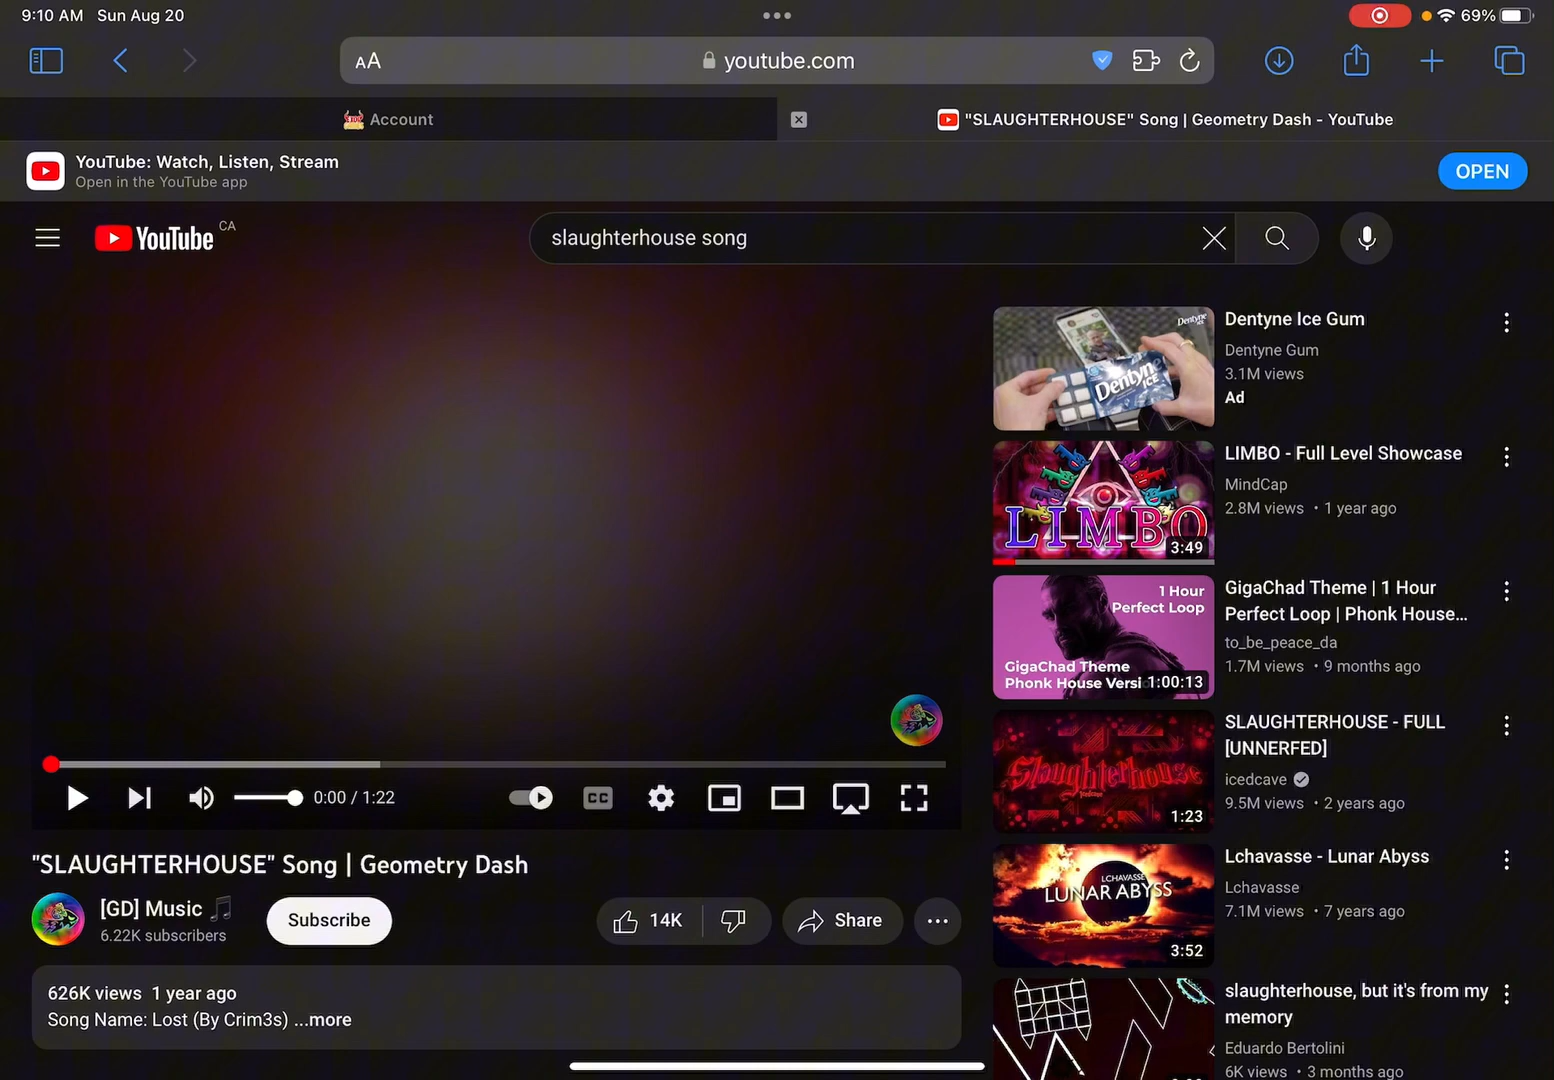 9:10 AM Sun Aug 20
69%
AA youtube.com
Account
"SLAUGHTERHOUSE" Song | Geometry Dash - YouTube
YouTube: Watch, Listen, Stream
Open in the YouTube app
OPEN
YouTube CA
slaughterhouse song
Dentyne Ice Gum
Dentyne Gum
3.1M views
Ad
Dentyne
Dentyne
ICE
LIMBO - Full Level Showcase
MindCap
2.8M views • 1 year ago
LIMBO
3:49
GigaChad Theme | 1 Hour
Perfect Loop | Phonk House...
to_be_peace_da
1.7M views • 9 months ago
1 Hour
Perfect Loop
GigaChad Theme
Phonk House Versi
1:00:13
SLAUGHTERHOUSE - FULL
[UNNERFED]
icedcave
9.5M views • 2 years ago
Slaughterhouse
1:23
Lchavasse - Lunar Abyss
Lchavasse
7.1M views • 7 years ago
LCHAVASSE
LUNAR ABYSS
3:52
slaughterhouse, but it's from my
memory
Eduardo Bertolini
6K views • 3 months ago
0:00 / 1:22
CC
"SLAUGHTERHOUSE" Song | Geometry Dash
[GD] Music 🎵
6.22K subscribers
Subscribe
14K
Share
626K views 1 year ago
Song Name: Lost (By Crim3s) ...more